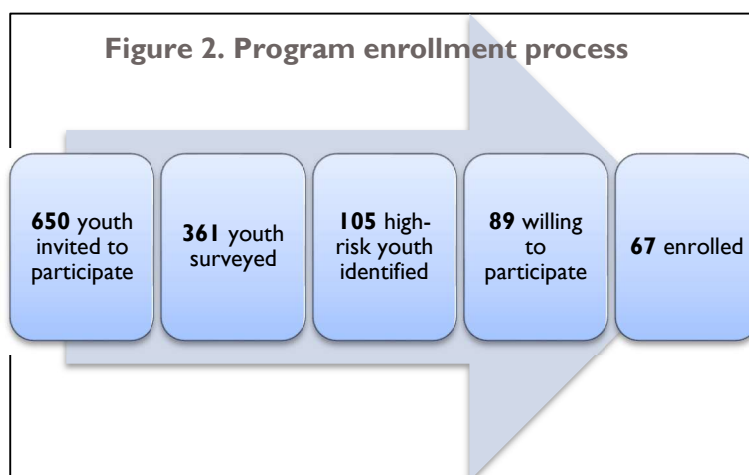 Figure 2. Program enrollment process
650 youth
invited to
participate
361 youth
surveyed
105 high-
risk youth
identified
89 willing
to
participate
67 enrolled